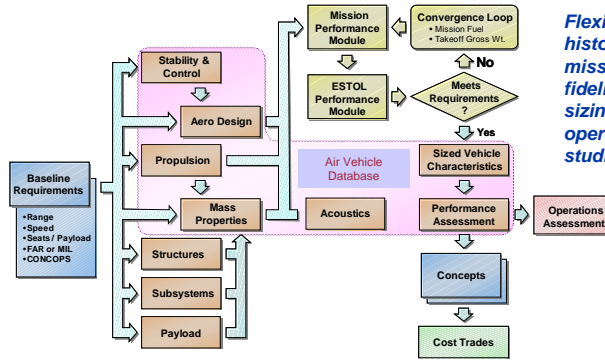 Mission
Performance
Module
Convergence Loop
• Mission Fuel
• Takeoff Gross Wt.
Stability &
Control
No
ESTOL
Performance
Module
Meets
Requirements
?
Aero Design
Yes
Baseline
Requirements
•Range
•Speed
•Seats / Payload
•FAR or MIL
•CONCOPS
Propulsion
Air Vehicle
Database
Sized Vehicle
Characteristics
Mass
Properties
Acoustics
Performance
Assessment
Operations
Assessment
Structures
Subsystems
Payload
Concepts
Cost Trades
Flexi
histo
miss
fideli
sizin
oper
studi